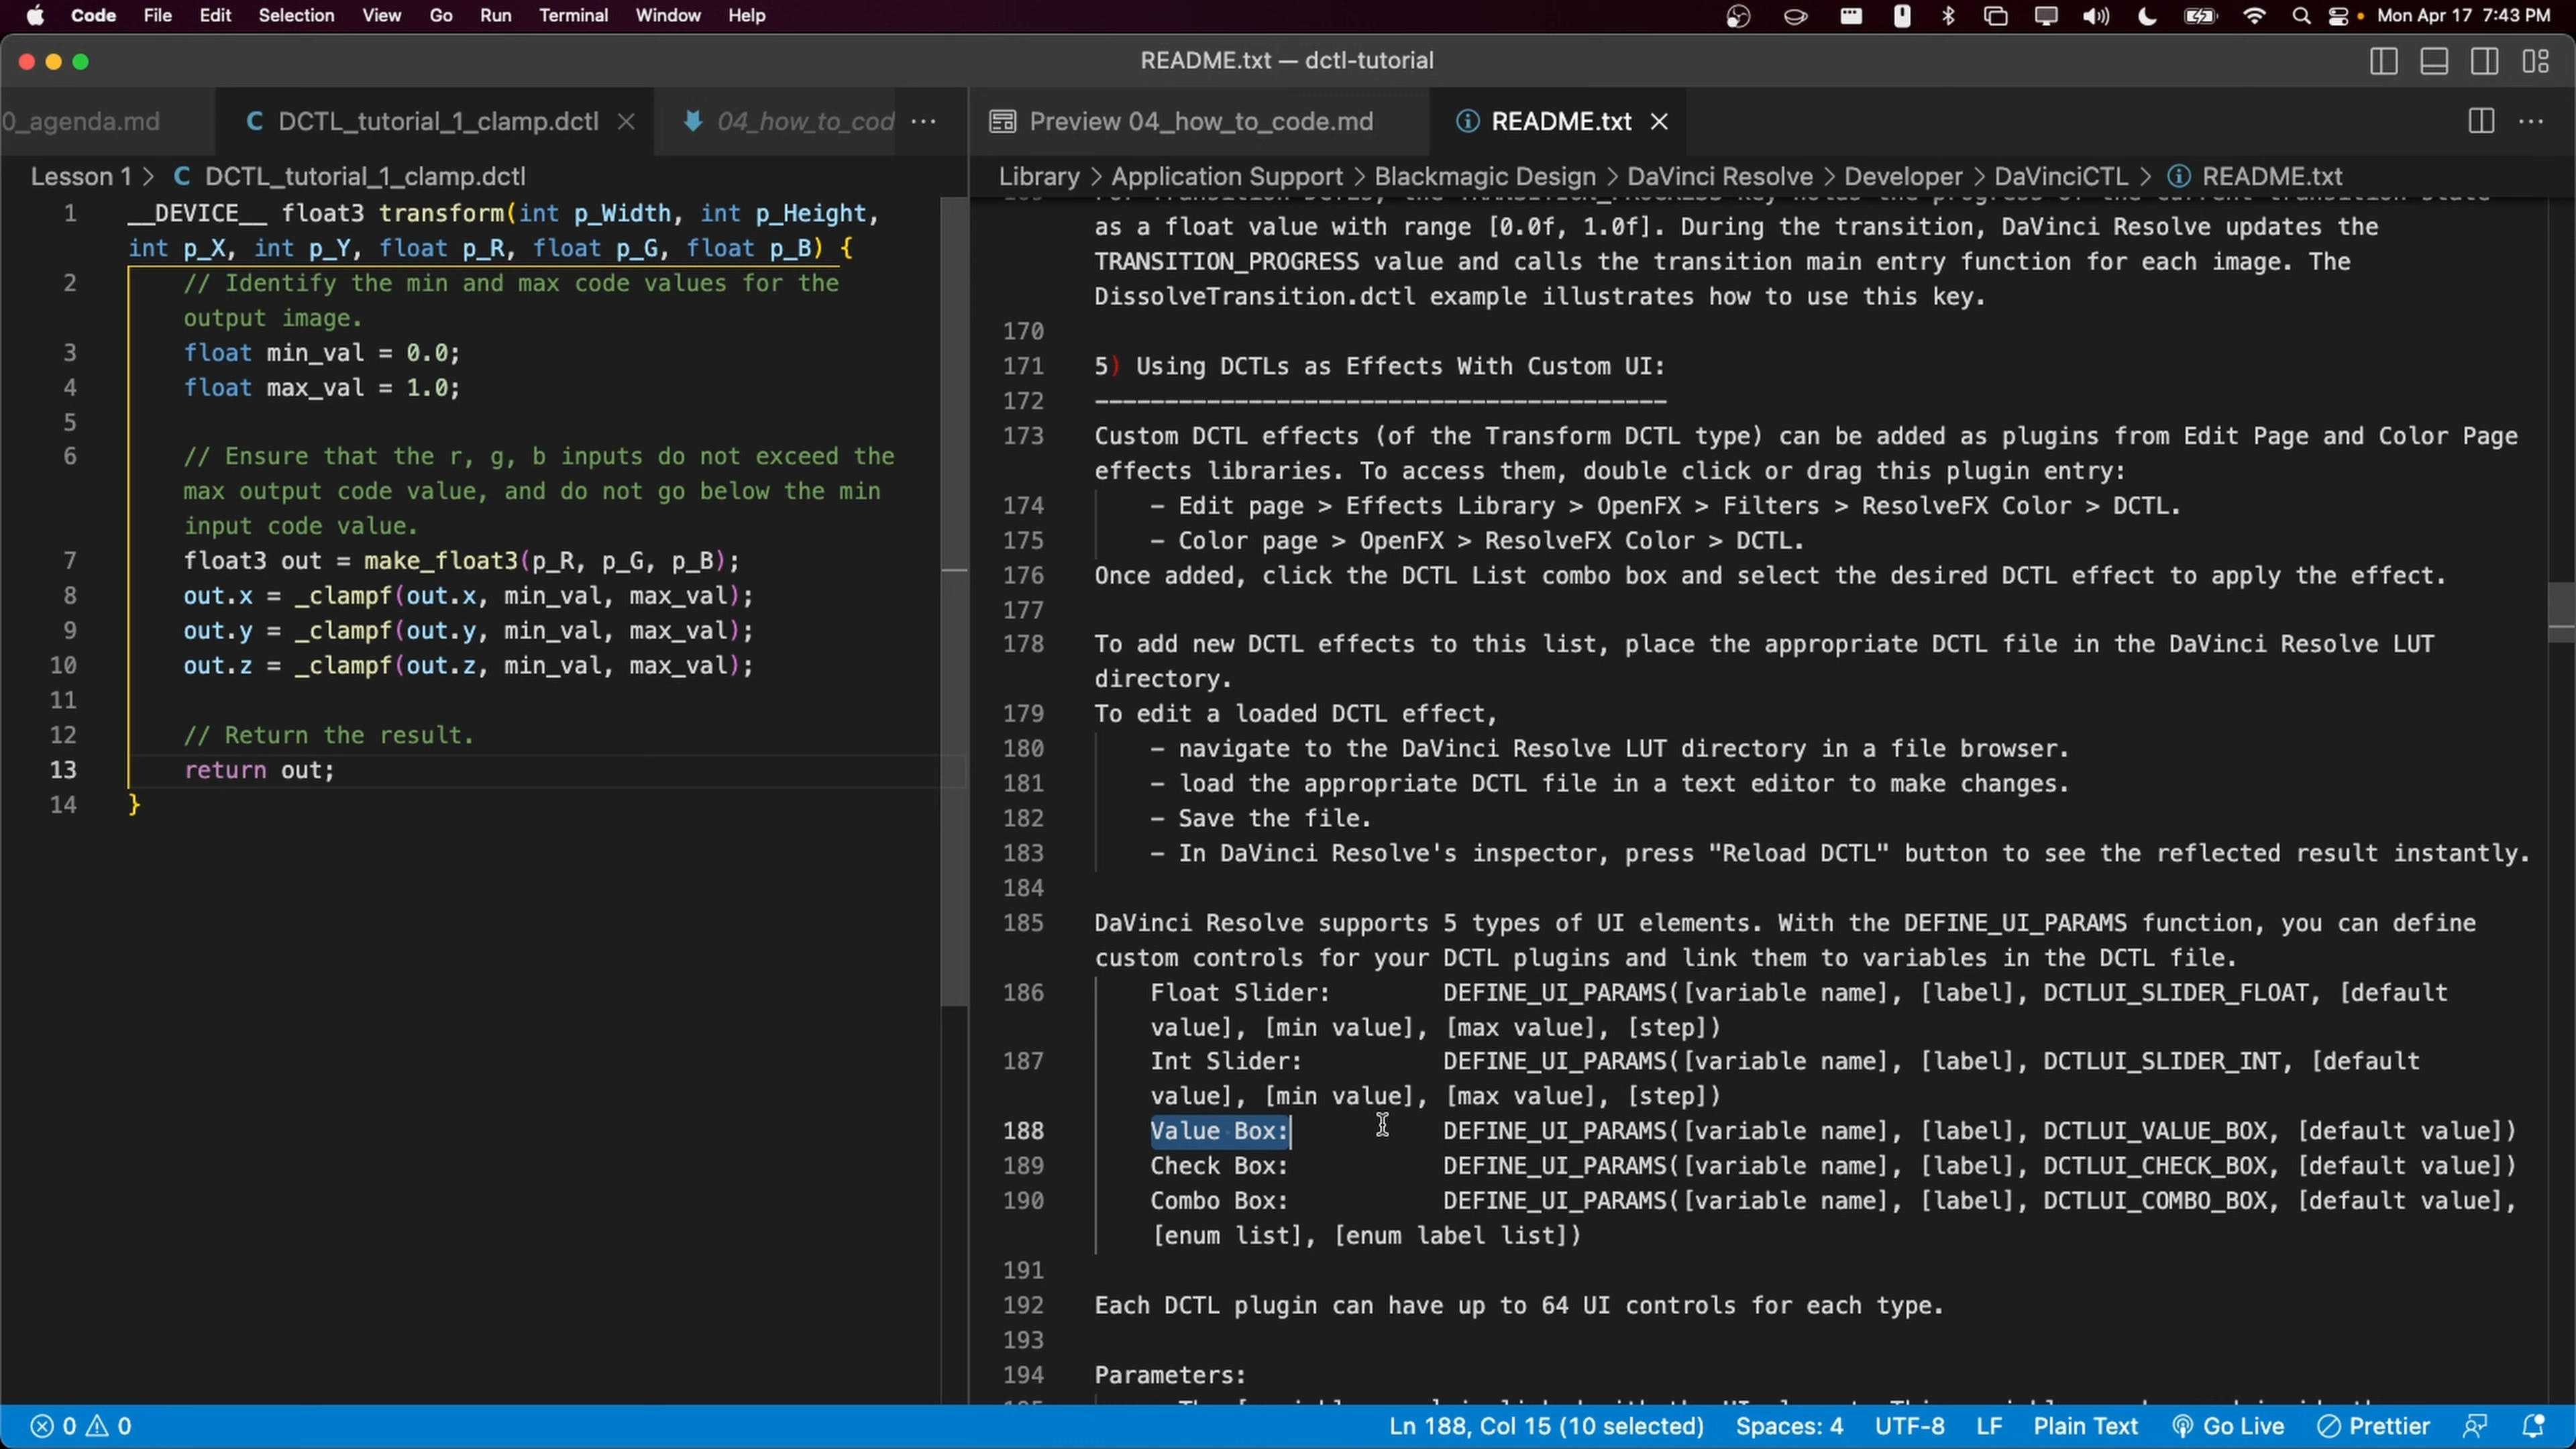 Code File Edit Selection View Go Run Terminal Window Help Mon Apr 17 7:43 PM
README.txt — dctl-tutorial
0_agenda.md DCTL_tutorial_1_clamp.dctl 04_how_to_cod
Lesson 1 > C DCTL_tutorial_1_clamp.dctl
1 __DEVICE__ float3 transform(int p_Width, int p_Height,
int p_X, int p_Y, float p_R, float p_G, float p_B) {
2 // Identify the min and max code values for the
output image.
3 float min_val = 0.0;
4 float max_val = 1.0;
5
6 // Ensure that the r, g, b inputs do not exceed the
max output code value, and do not go below the min
input code value.
7 float3 out = make_float3(p_R, p_G, p_B);
8 out.x = _clampf(out.x, min_val, max_val);
9 out.y = _clampf(out.y, min_val, max_val);
10 out.z = _clampf(out.z, min_val, max_val);
11
12 // Return the result.
13 return out;
14 }
Preview 04_how_to_code.md README.txt
Library > Application Support > Blackmagic Design > DaVinci Resolve > Developer > DaVinciCTL > README.txt
as a float value with range [0.0f, 1.0f]. During the transition, DaVinci Resolve updates the
TRANSITION_PROGRESS value and calls the transition main entry function for each image. The
DissolveTransition.dctl example illustrates how to use this key.
170
171 5) Using DCTLs as Effects With Custom UI:
172 -----------------------------------------
173 Custom DCTL effects (of the Transform DCTL type) can be added as plugins from Edit Page and Color Page
effects libraries. To access them, double click or drag this plugin entry:
174 - Edit page > Effects Library > OpenFX > Filters > ResolveFX Color > DCTL.
175 - Color page > OpenFX > ResolveFX Color > DCTL.
176 Once added, click the DCTL List combo box and select the desired DCTL effect to apply the effect.
177
178 To add new DCTL effects to this list, place the appropriate DCTL file in the DaVinci Resolve LUT
directory.
179 To edit a loaded DCTL effect,
180 - navigate to the DaVinci Resolve LUT directory in a file browser.
181 - load the appropriate DCTL file in a text editor to make changes.
182 - Save the file.
183 - In DaVinci Resolve's inspector, press "Reload DCTL" button to see the reflected result instantly.
184
185 DaVinci Resolve supports 5 types of UI elements. With the DEFINE_UI_PARAMS function, you can define
custom controls for your DCTL plugins and link them to variables in the DCTL file.
186 Float Slider: DEFINE_UI_PARAMS([variable name], [label], DCTLUI_SLIDER_FLOAT, [default
value], [min value], [max value], [step])
187 Int Slider: DEFINE_UI_PARAMS([variable name], [label], DCTLUI_SLIDER_INT, [default
value], [min value], [max value], [step])
188 Value Box: DEFINE_UI_PARAMS([variable name], [label], DCTLUI_VALUE_BOX, [default value])
189 Check Box: DEFINE_UI_PARAMS([variable name], [label], DCTLUI_CHECK_BOX, [default value])
190 Combo Box: DEFINE_UI_PARAMS([variable name], [label], DCTLUI_COMBO_BOX, [default value],
[enum list], [enum label list])
191
192 Each DCTL plugin can have up to 64 UI controls for each type.
193
194 Parameters:
0 0 Ln 188, Col 15 (10 selected) Spaces: 4 UTF-8 LF Plain Text Go Live Prettier